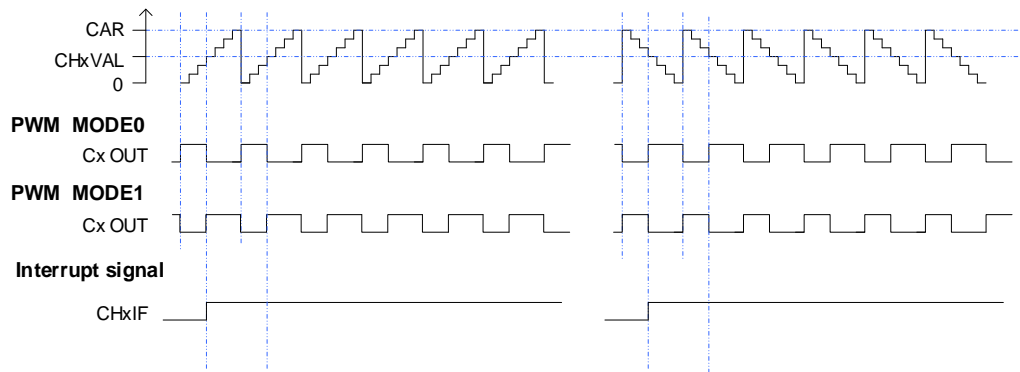 CAR
CHxVAL
0
PWM MODE0
Cx OUT
PWM MODE1
Cx OUT
Interrupt signal
CHxIF